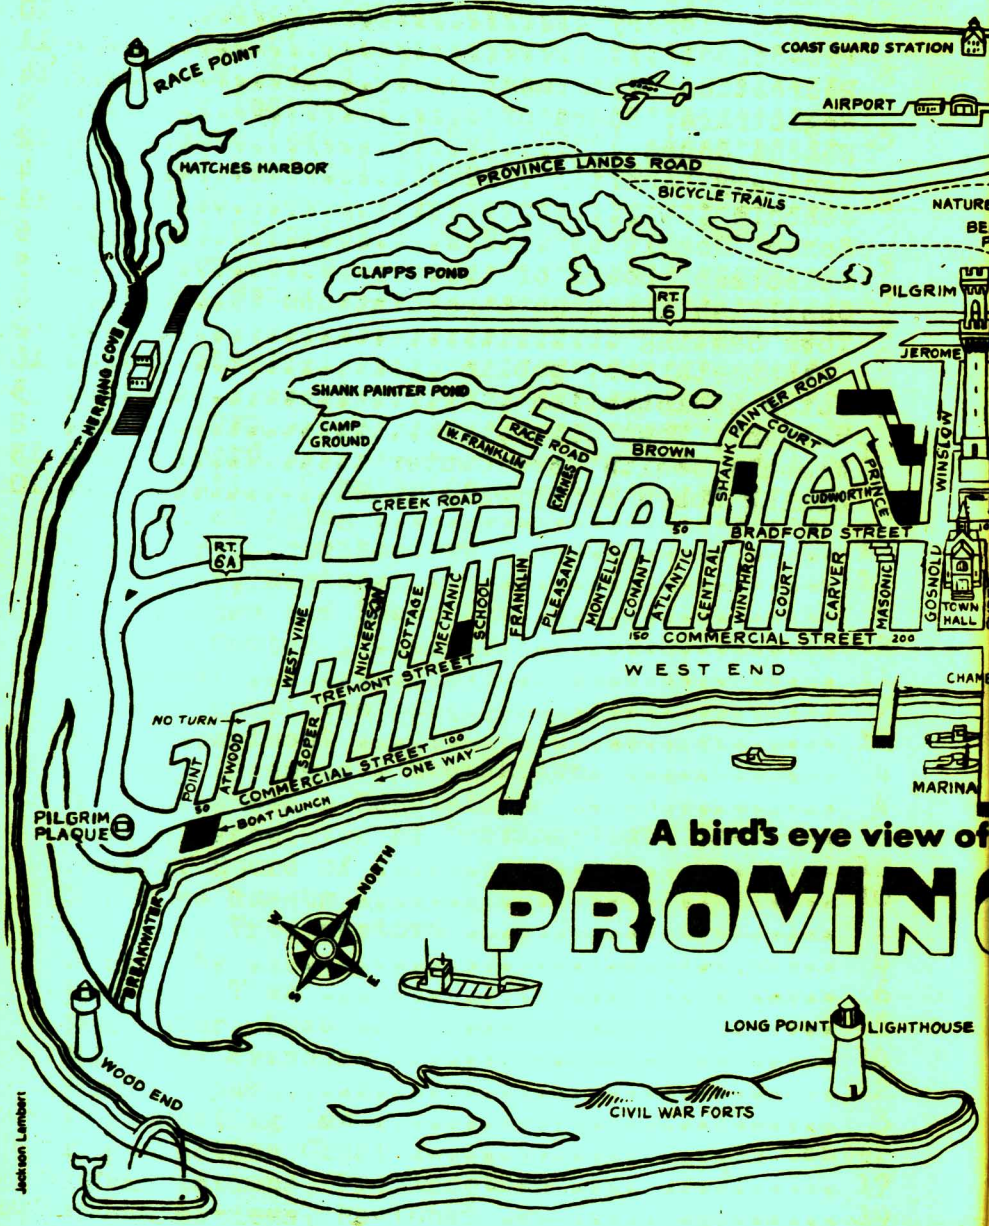 COAST GUARD STATION
RACE POINT
AIRPORT
HATCHES HARBOR
PROVINCE LANDS ROAD
BICYCLE TRAILS
NATURE
BE
CLAPPS POND
PILGRIM
RT.
6
HERRING COVE
JEROME
SHANK PAINTER POND
SHANK PAINTER ROAD
CAMP
GROUND
W. FRANKLIN
RACE ROAD
BROWN
COURT
PRINCE
WINSLOW
CARNES
CUDWORTH
CREEK ROAD
50
BRADFORD STREET
10
RT.
6A
WEST VINE
NICKERSON
COTTAGE
MECHANIC
SCHOOL
FRANKLIN
PLEASANT
MONTELLO
CONANT
ATLANTIC
CENTRAL
WINTHROP
COURT
CARVER
MASONIC
GOSNOLD
TOWN
HALL
150 COMMERCIAL STREET 200
TREMONT STREET
WEST END
CHAM
NO TURN
POINT
ATWOOD
SOPER
50 COMMERCIAL STREET 100
ONE WAY
BOAT LAUNCH
MARINA
PILGRIM
PLAQUE
A bird's eye view of
PROVINC
BREAKWATER
NORTH
W
S
E
LONG POINT LIGHTHOUSE
WOOD END
CIVIL WAR FORTS
Jackson Lambert